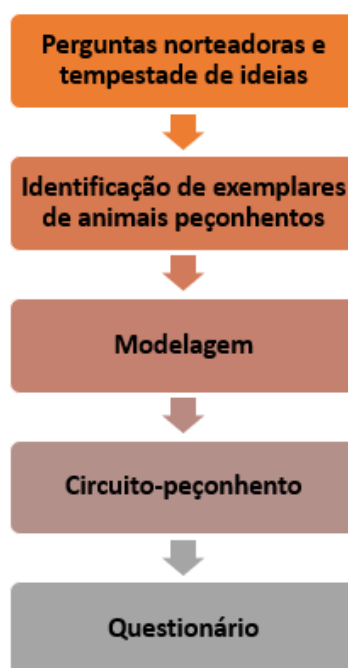 Perguntas norteadoras e
tempestade de ideias
Identificação de exemplares
de animais peçonhentos
Modelagem
Circuito-peçonhento
Questionário